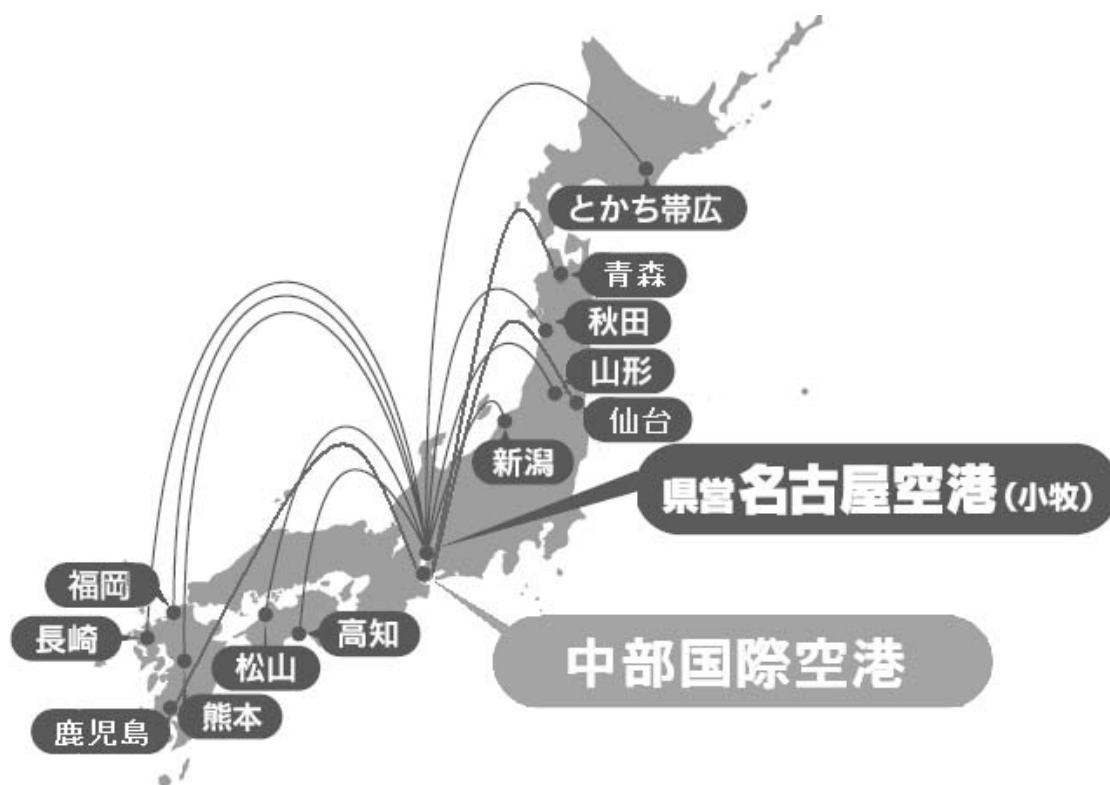 とかち帯広
青森
秋田
山形
仙台
新潟
県営名古屋空港(小牧)
中部国際空港
福岡
長崎
高知
松山
熊本
鹿児島